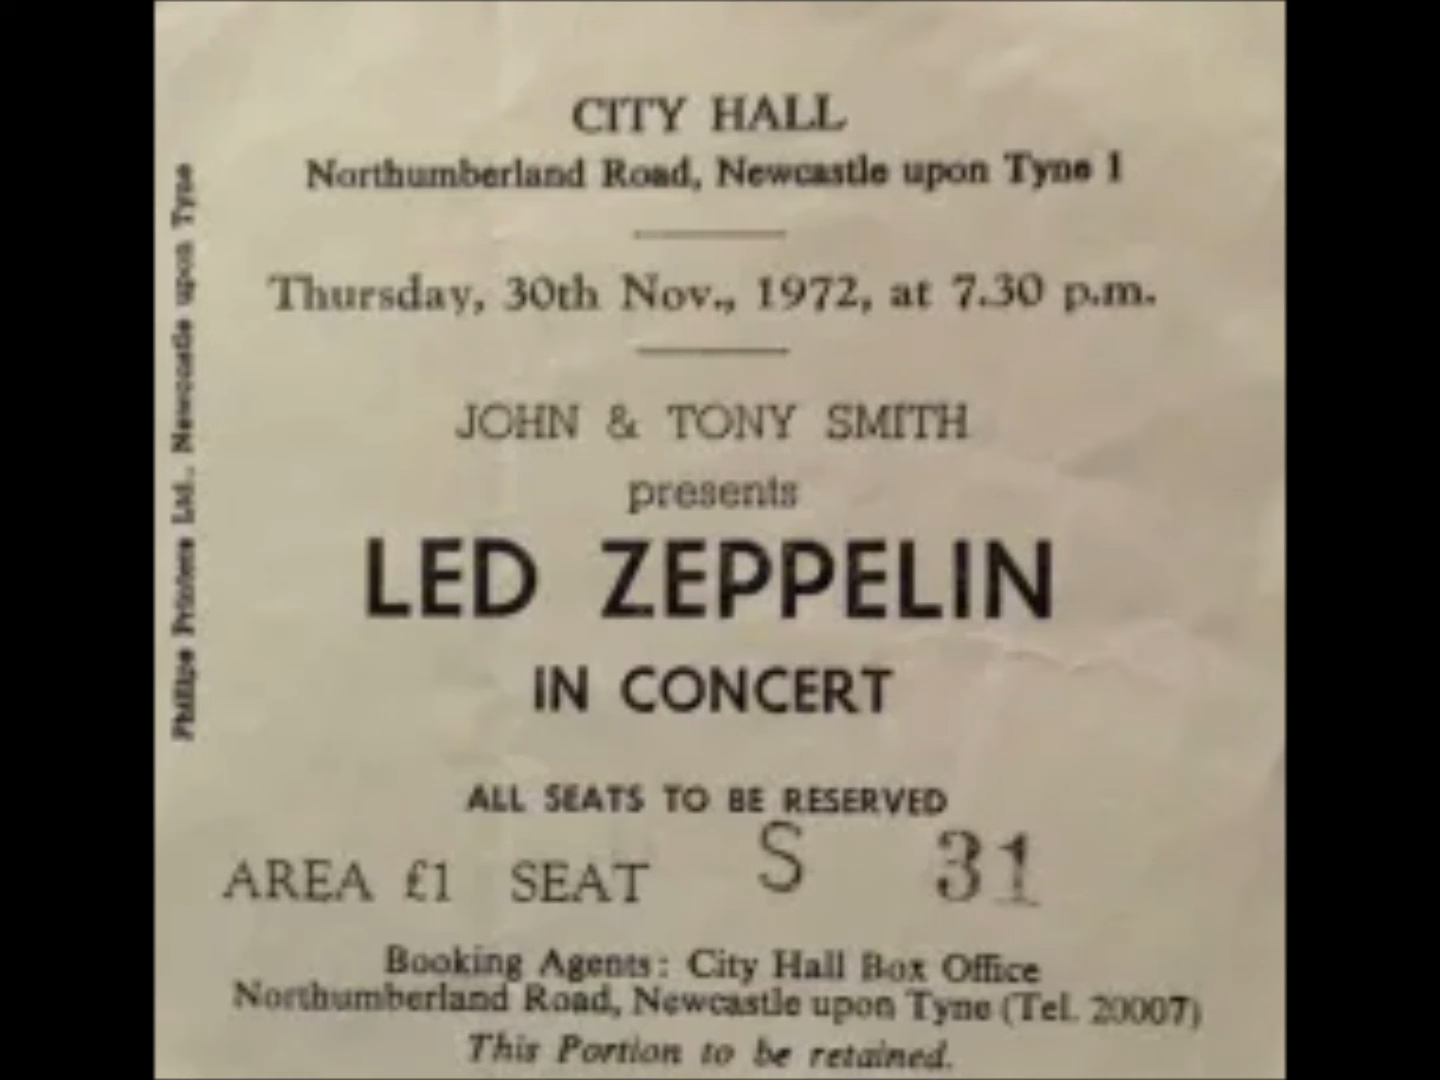 CITY HALL
Northumberland Road, Newcastle upon Tyne 1
Thursday, 30th Nov., 1972, at 7.30 p.m.
JOHN & TONY SMITH
presents
LED ZEPPELIN
IN CONCERT
ALL SEATS TO BE RESERVED
AREA £1 SEAT S 31
Booking Agents: City Hall Box Office
Northumberland Road, Newcastle upon Tyne (Tel. 20007)
This Portion to be retained.
Phillips Printers Ltd., Newcastle upon Tyne